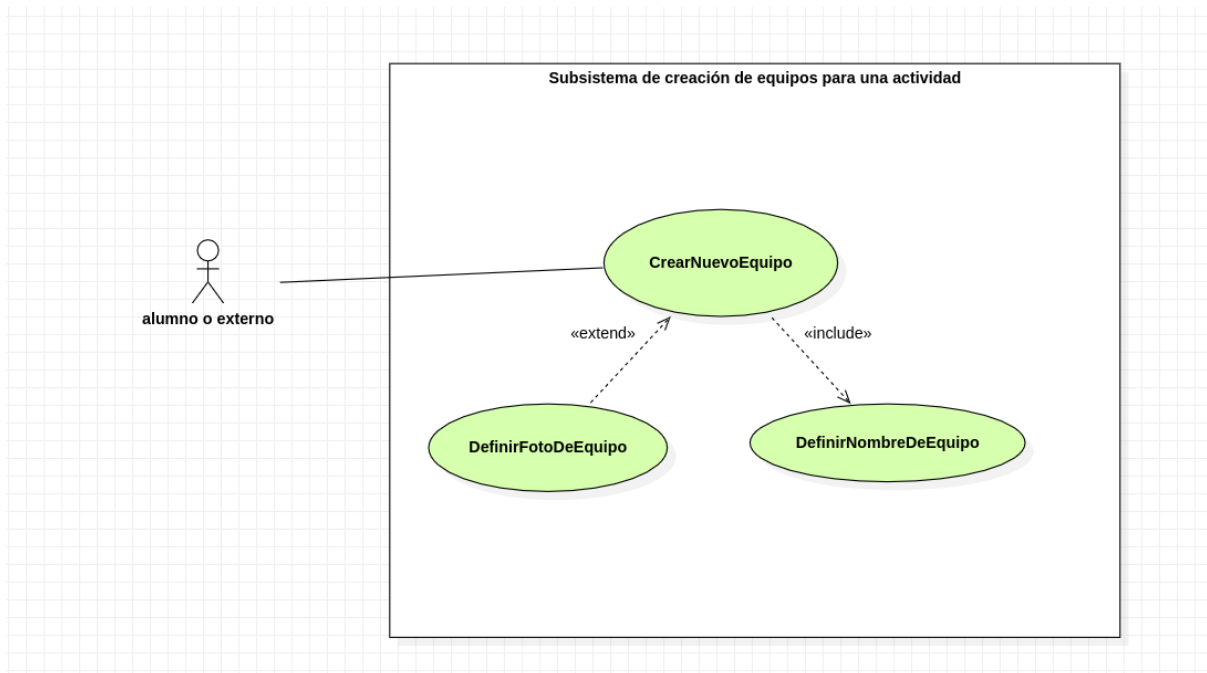 Subsistema de creación de equipos para una actividad
CrearNuevoEquipo
alumno o externo
«extend»
«include»
DefinirFotoDeEquipo
DefinirNombreDeEquipo